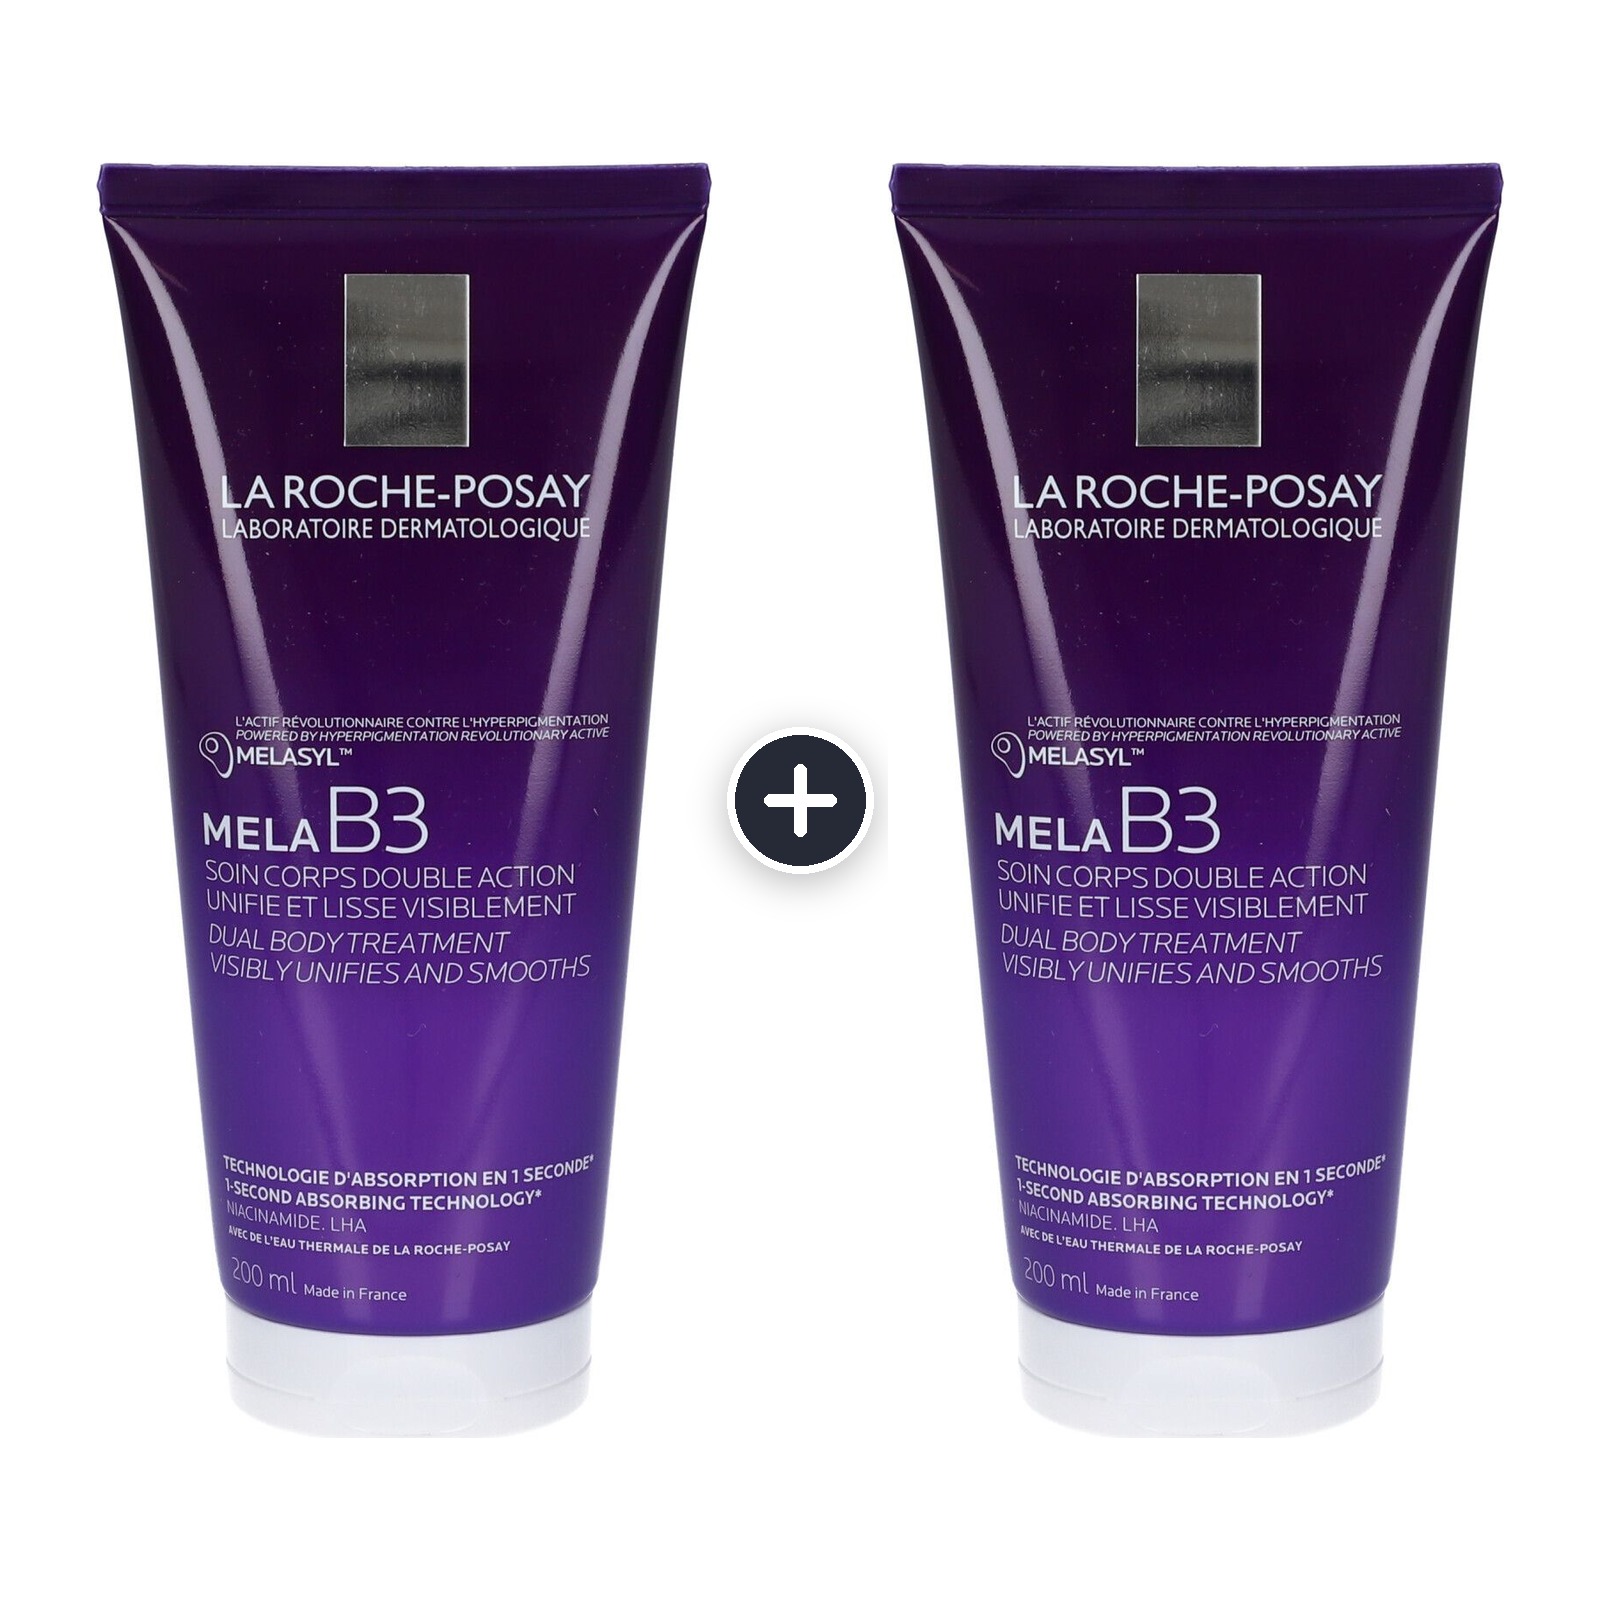 LA ROCHE-POSAY
LABORATOIRE DERMATOLOGIQUE
L'ACTIF RÉVOLUTIONNAIRE CONTRE L'HYPERPIGMENTATION
POWERED BY HYPERPIGMENTATION REVOLUTIONARY ACTIVE
MELASYL™
MELA B3
SOIN CORPS DOUBLE ACTION
UNIFIE ET LISSE VISIBLEMENT
DUAL BODY TREATMENT
VISIBLY UNIFIES AND SMOOTHS
TECHNOLOGIE D'ABSORPTION EN 1 SECONDE*
1-SECOND ABSORBING TECHNOLOGY*
NIACINAMIDE. LHA
AVEC DE L'EAU THERMALE DE LA ROCHE-POSAY
200 ml Made in France
LA ROCHE-POSAY
LABORATOIRE DERMATOLOGIQUE
L'ACTIF RÉVOLUTIONNAIRE CONTRE L'HYPERPIGMENTATION
POWERED BY HYPERPIGMENTATION REVOLUTIONARY ACTIVE
MELASYL™
MELA B3
SOIN CORPS DOUBLE ACTION
UNIFIE ET LISSE VISIBLEMENT
DUAL BODY TREATMENT
VISIBLY UNIFIES AND SMOOTHS
TECHNOLOGIE D'ABSORPTION EN 1 SECONDE*
1-SECOND ABSORBING TECHNOLOGY*
NIACINAMIDE. LHA
AVEC DE L'EAU THERMALE DE LA ROCHE-POSAY
200 ml Made in France